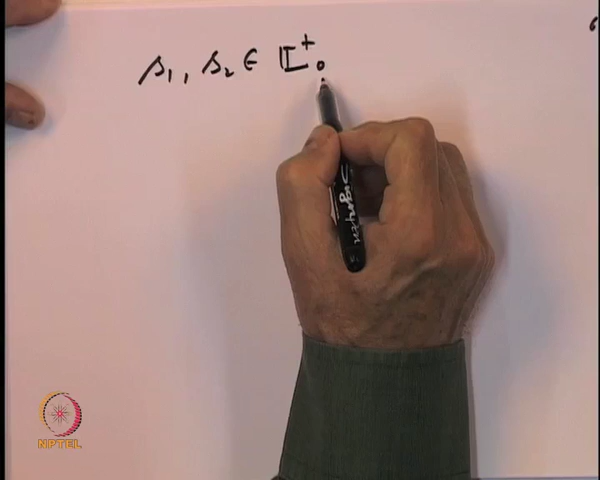 s₁, s₂ ∈ 𝕃⁺₀
NPTEL